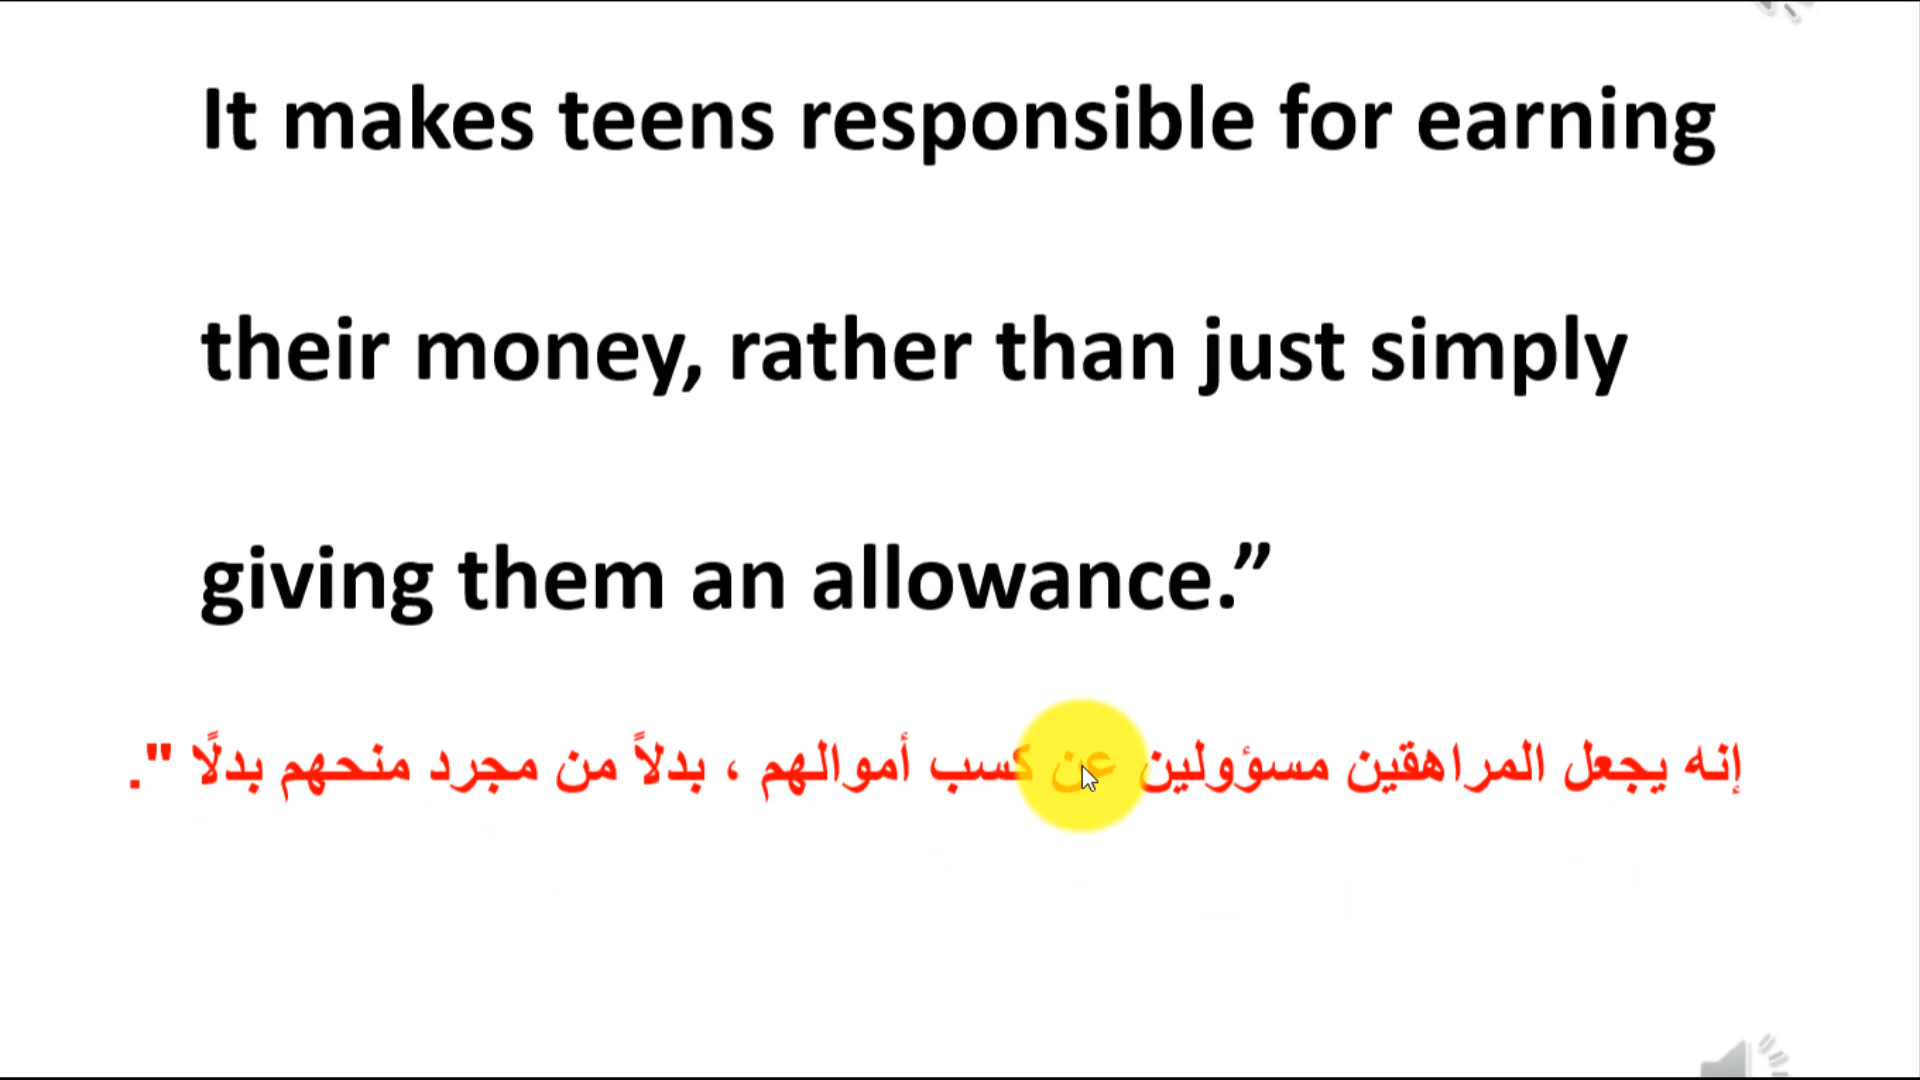 It makes teens responsible for earning
their money, rather than just simply
giving them an allowance.”
إنه يجعل المراهقين مسؤولين عن كسب أموالهم ، بدلاً من مجرد منحهم بدلًا ".